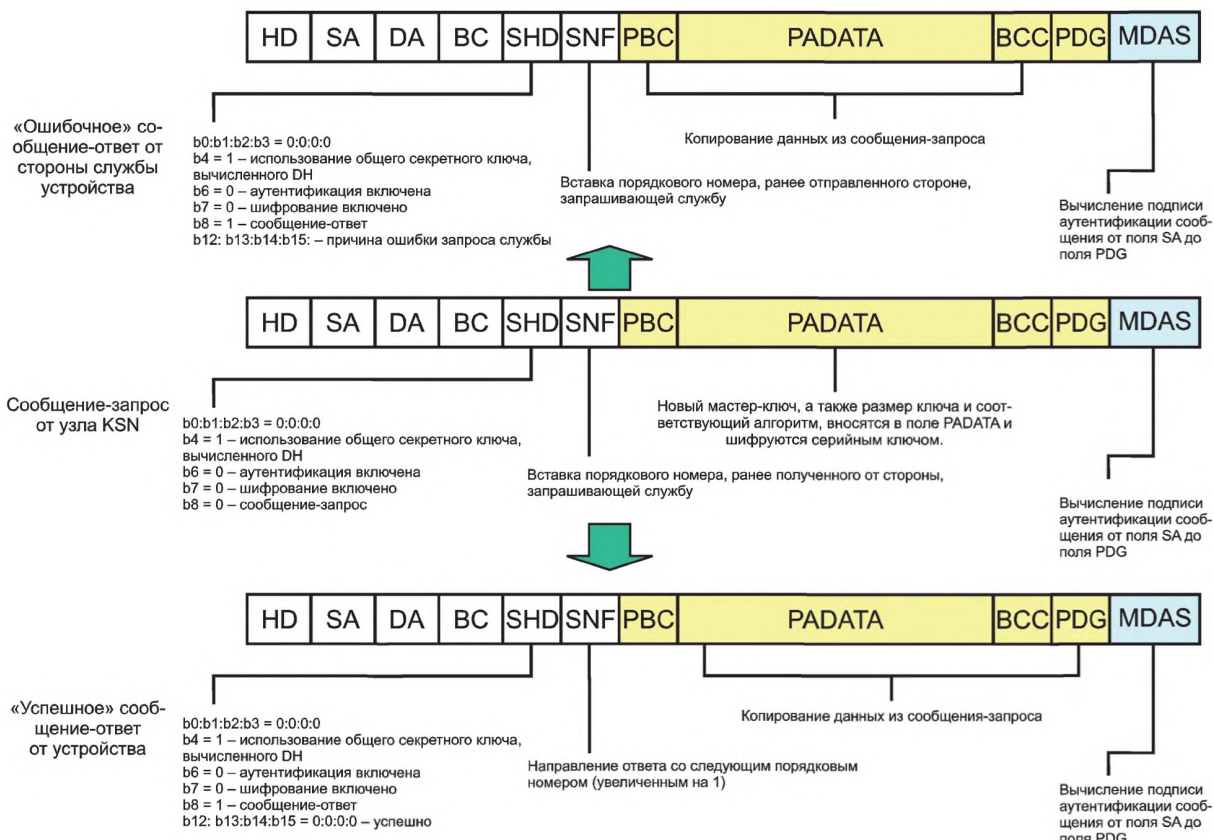 HD SA DA BC SHD SNF PBC PADATA BCC PDG MDAS
«Ошибочное» со-
общение-ответ от
стороны службы
устройства
b0:b1:b2:b3 = 0:0:0:0
b4 = 1 – использование общего секретного ключа,
вычисленного DH
b6 = 0 – аутентификация включена
b7 = 0 – шифрование включено
b8 = 1 – сообщение-ответ
b12: b13:b14:b15: – причина ошибки запроса службы
Вставка порядкового номера, ранее отправленного стороне,
запрашивающей службу
Копирование данных из сообщения-запроса
Вычисление подписи
аутентификации сооб-
щения от поля SA до
поля PDG
HD SA DA BC SHD SNF PBC PADATA BCC PDG MDAS
Сообщение-запрос
от узла KSN
b0:b1:b2:b3 = 0:0:0:0
b4 = 1 – использование общего секретного ключа,
вычисленного DH
b6 = 0 – аутентификация включена
b7 = 0 – шифрование включено
b8 = 0 – сообщение-запрос
Вставка порядкового номера, ранее полученного от стороны,
запрашивающей службу
Новый мастер-ключ, а также размер ключа и соот-
ветствующий алгоритм, вносятся в поле PADATA и
шифруются серийным ключом.
Вычисление подписи
аутентификации сооб-
щения от поля SA до
поля PDG
HD SA DA BC SHD SNF PBC PADATA BCC PDG MDAS
«Успешное» сооб-
щение-ответ
от устройства
b0:b1:b2:b3 = 0:0:0:0
b4 = 1 – использование общего секретного ключа,
вычисленного DH
b6 = 0 – аутентификация включена
b7 = 0 – шифрование включено
b8 = 1 – сообщение-ответ
b12: b13:b14:b15 = 0:0:0:0 – успешно
Направление ответа со следующим порядковым
номером (увеличенным на 1)
Копирование данных из сообщения-запроса
Вычисление подписи
аутентификации сооб-
щения от поля SA до
поля PDG